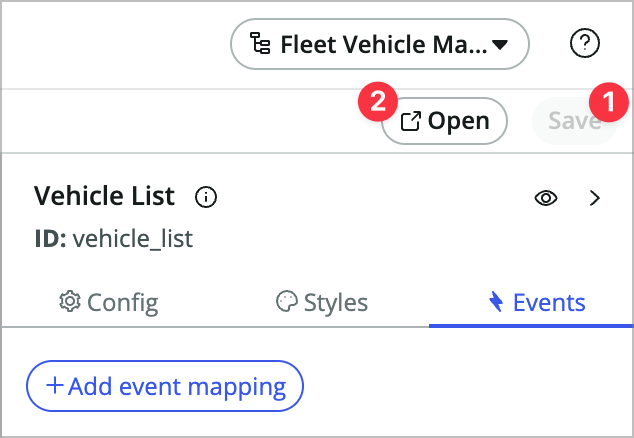 Fleet Vehicle Ma...
?
2
Open
Save
1
Vehicle List
ID: vehicle_list
Config
Styles
Events
+ Add event mapping